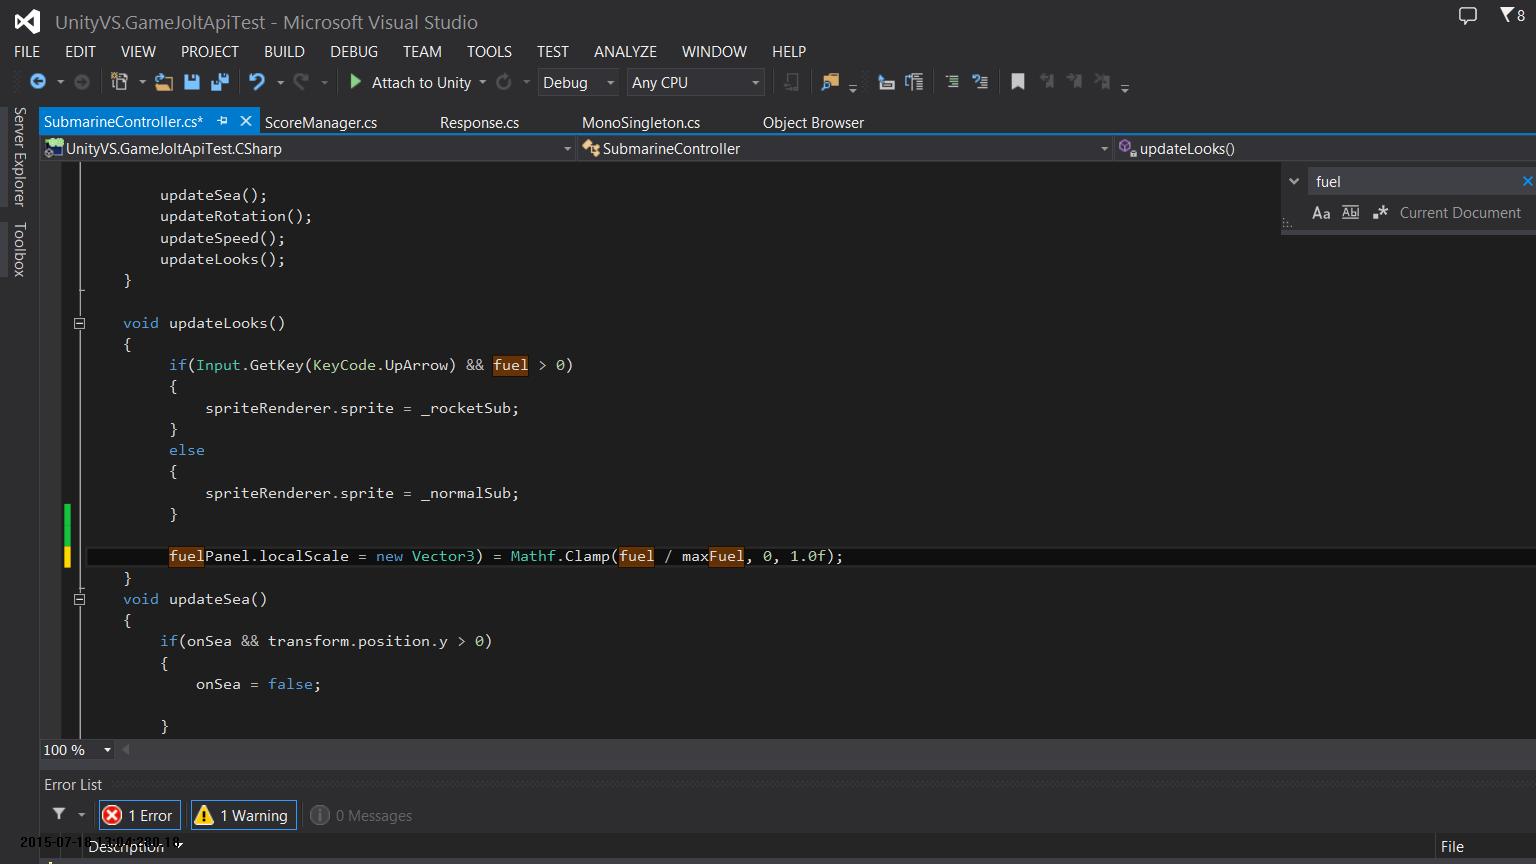 UnityVS.GameJoltApiTest - Microsoft Visual Studio
8
FILE EDIT VIEW PROJECT BUILD DEBUG TEAM TOOLS TEST ANALYZE WINDOW HELP
Attach to Unity Debug Any CPU
Server Explorer
Toolbox
SubmarineController.cs* ScoreManager.cs Response.cs MonoSingleton.cs Object Browser
UnityVS.GameJoltApiTest.CSharp SubmarineController updateLooks()
fuel
Aa Abl Current Document
updateSea();
updateRotation();
updateSpeed();
updateLooks();
}
void updateLooks()
{
if(Input.GetKey(KeyCode.UpArrow) && fuel > 0)
{
spriteRenderer.sprite = _rocketSub;
}
else
{
spriteRenderer.sprite = _normalSub;
}
fuelPanel.localScale = new Vector3) = Mathf.Clamp(fuel / maxFuel, 0, 1.0f);
}
void updateSea()
{
if(onSea && transform.position.y > 0)
{
onSea = false;
}
100 %
Error List
1 Error 1 Warning 0 Messages
Description File